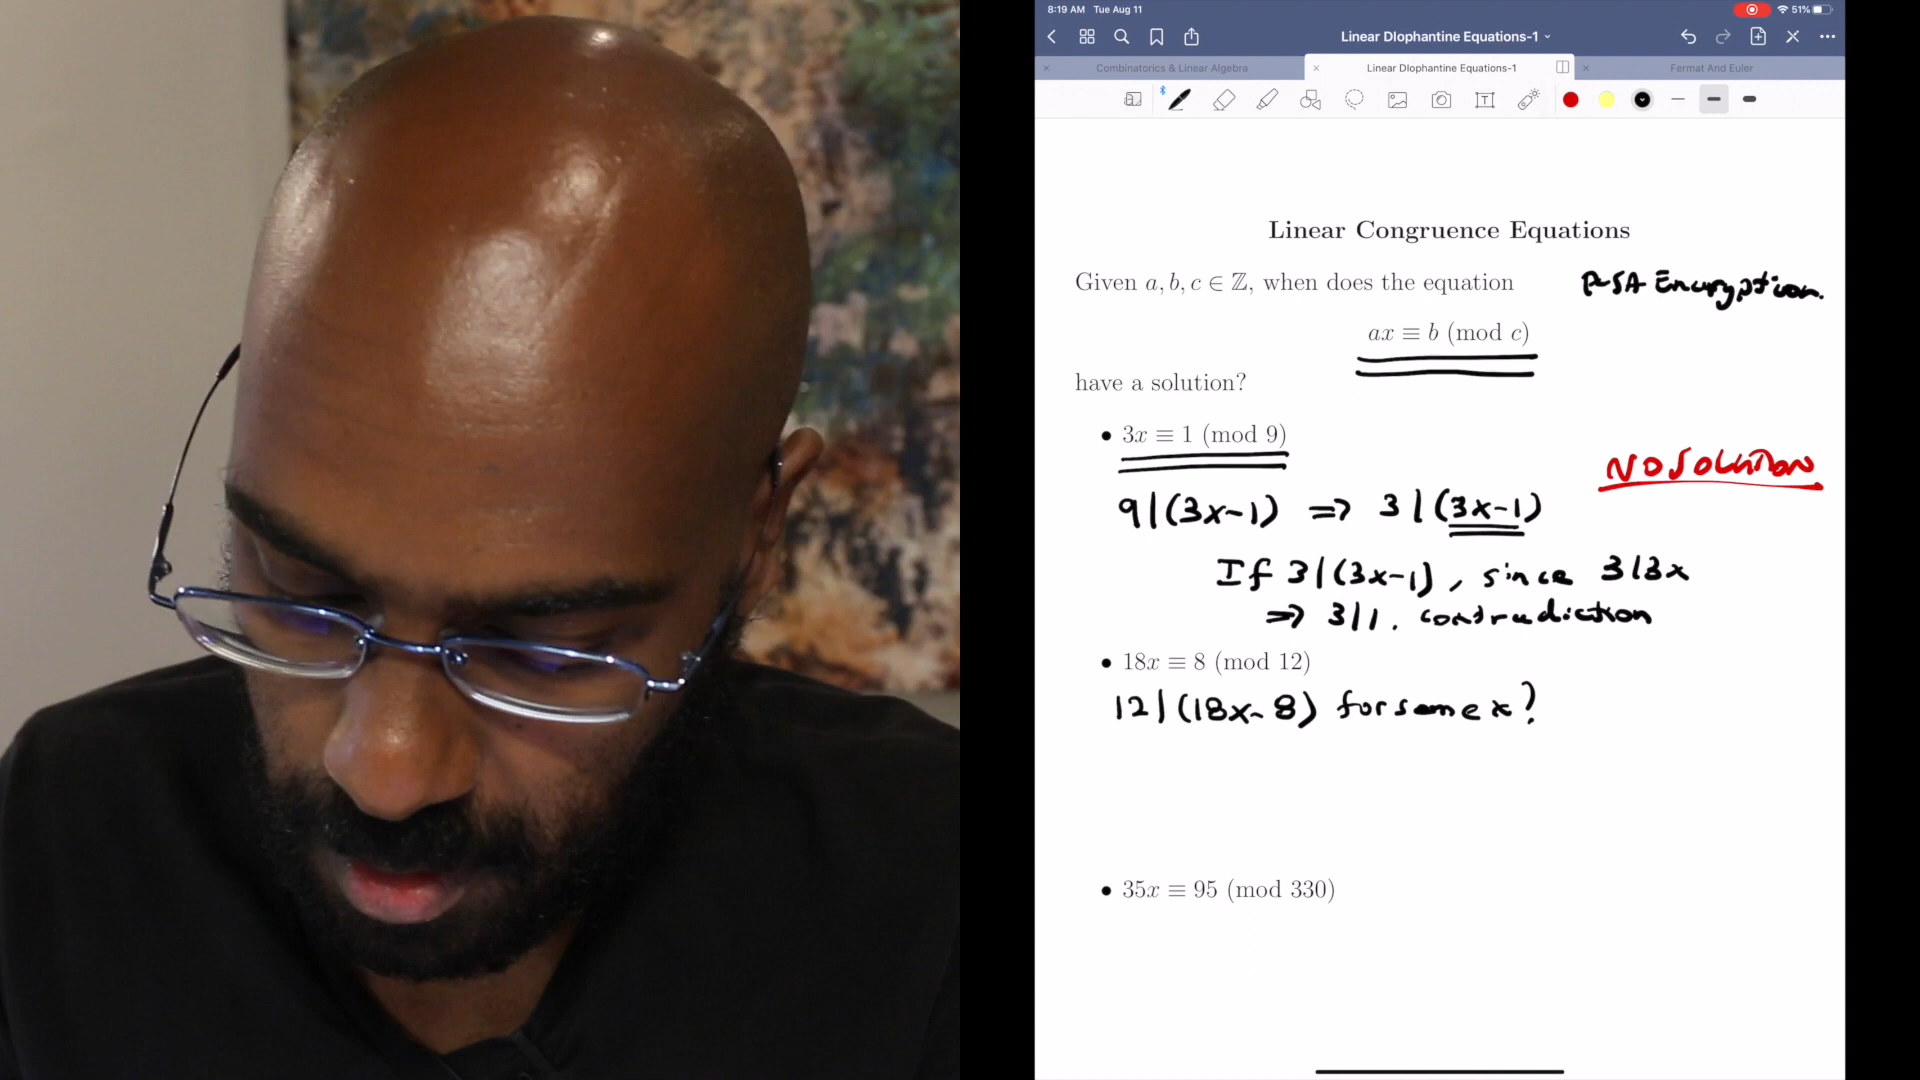 8:19 AM Tue Aug 11
51%
Linear DIophantine Equations-1
Combinatorics & Linear Algebra
Linear DIophantine Equations-1
Fermat And Euler
Linear Congruence Equations
Given a, b, c ∈ ℤ, when does the equation
RSA Encryption.
ax ≡ b (mod c)
have a solution?
• 3x ≡ 1 (mod 9)
NO SOLUTION
9|(3x-1) ⇒ 3|(3x-1)
If 3|(3x-1), since 3|3x
⇒ 3|1. contradiction
• 18x ≡ 8 (mod 12)
12|(18x-8) for some x?
• 35x ≡ 95 (mod 330)